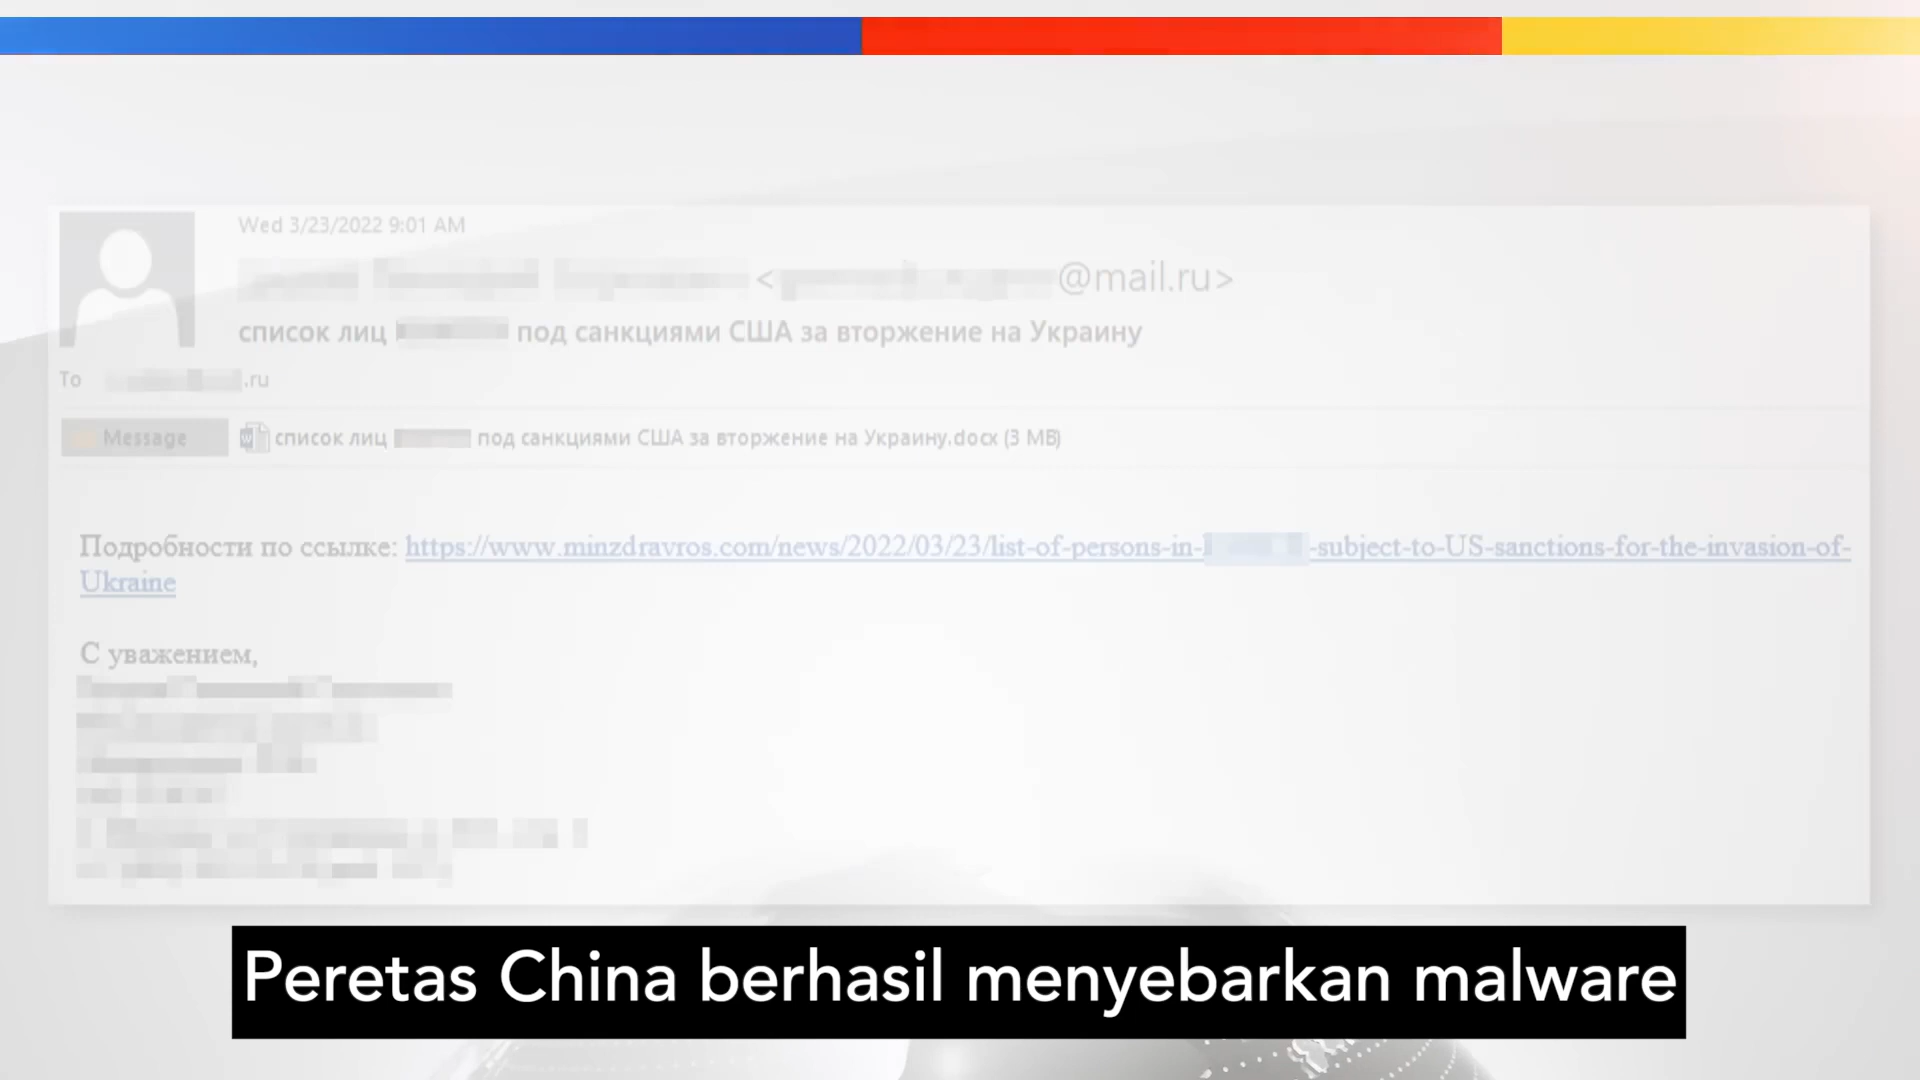 Wed 3/23/2022 9:01 AM
<@mail.ru>
список лиц под санкциями США за вторжение на Украину
To .ru
Message список лиц под санкциями США за вторжение на Украину.docx (3 MB)
Подробности по ссылке: https://www.minzdravros.com/news/2022/03/23/list-of-persons-in- -subject-to-US-sanctions-for-the-invasion-of-
Ukraine
С уважением,
Peretas China berhasil menyebarkan malware